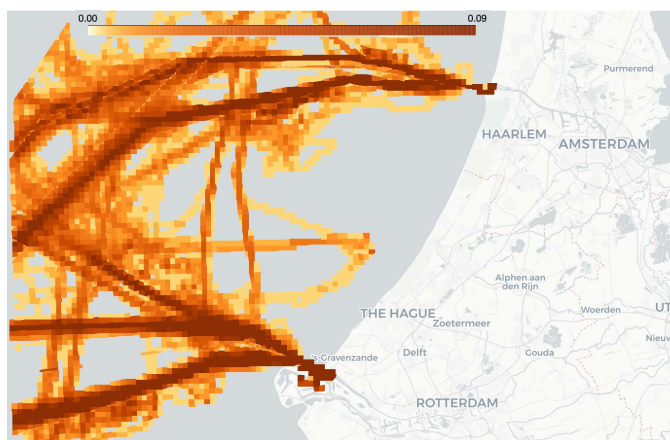 0.00 0.09
Purmerend
HAARLEM
AMSTERDAM
Alphen aan
den Rijn
UT
THE HAGUE
Woerden
Zoetermeer
Nieuw
's-Gravenzande
Delft
Gouda
ROTTERDAM